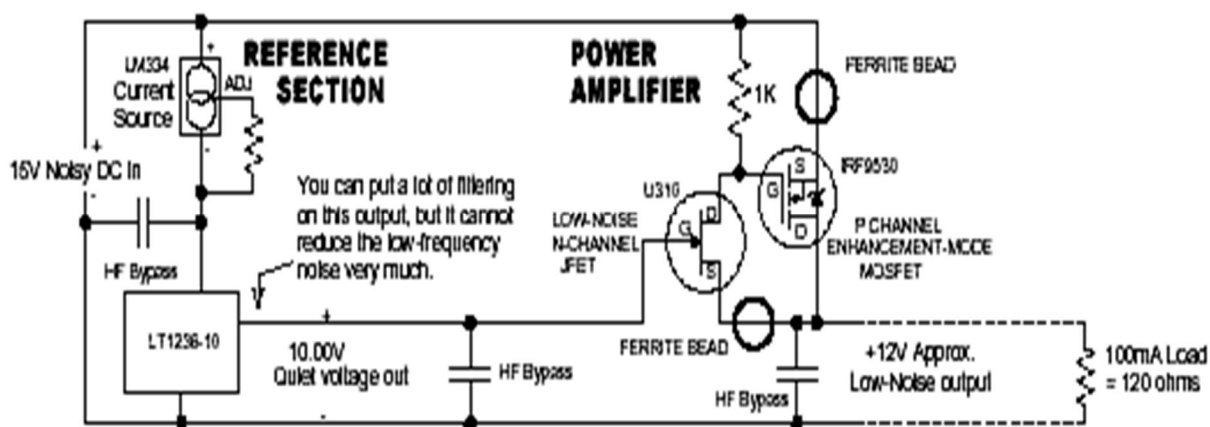 REFERENCE
SECTION
POWER
AMPLIFIER
LM334
Current
Source
ADJ
+
-
FERRITE BEAD
1K
+
15V Noisy DC In
-
HF Bypass
You can put a lot of filtering
on this output, but it cannot
reduce the low-frequency
noise very much.
LOW-NOISE
N-CHANNEL
JFET
U310
G
D
S
IRF9530
S
G
D
P CHANNEL
ENHANCEMENT-MODE
MOSFET
LT1236-10
+
10.00V
Quiet voltage out
-
HF Bypass
FERRITE BEAD
HF Bypass
+12V Approx.
Low-Noise output
100mA Load
= 120 ohms